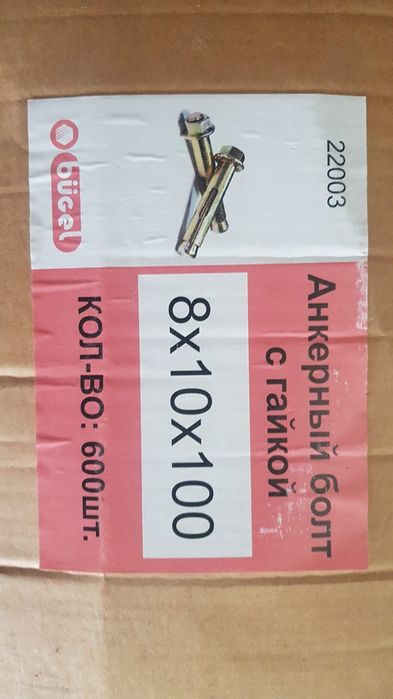 bügel
22003
Анкерный болт
с гайкой
8x10x100
КОЛ-ВО: 600шт.